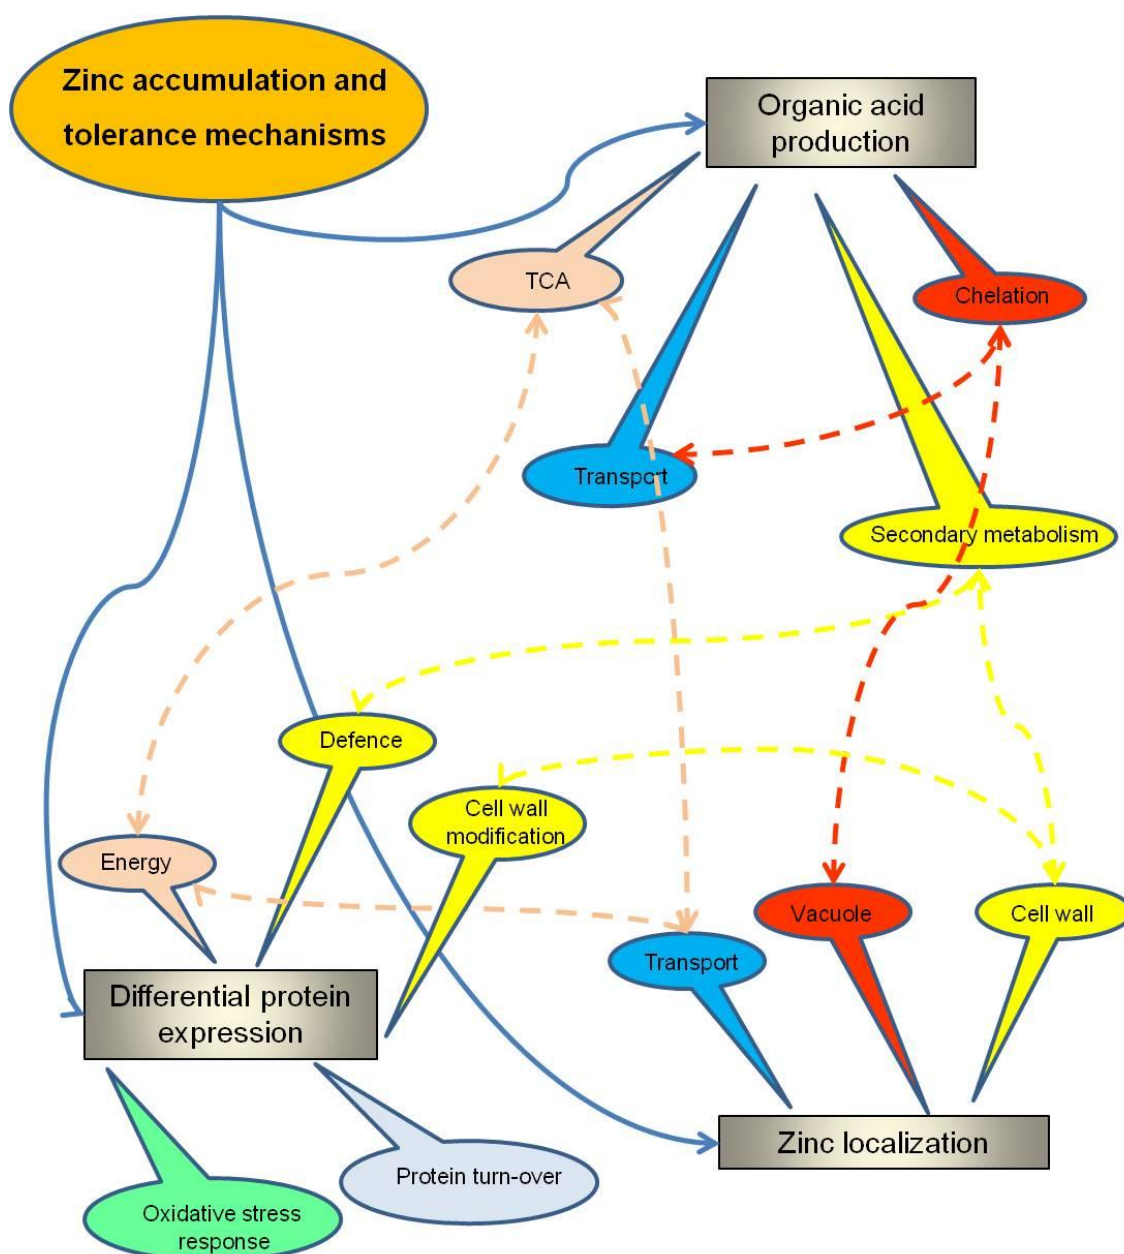 Zinc accumulation and
tolerance mechanisms
Organic acid
production
TCA
Chelation
Transport
Secondary metabolism
Defence
Cell wall
modification
Energy
Vacuole
Cell wall
Transport
Differential protein
expression
Zinc localization
Protein turn-over
Oxidative stress
response